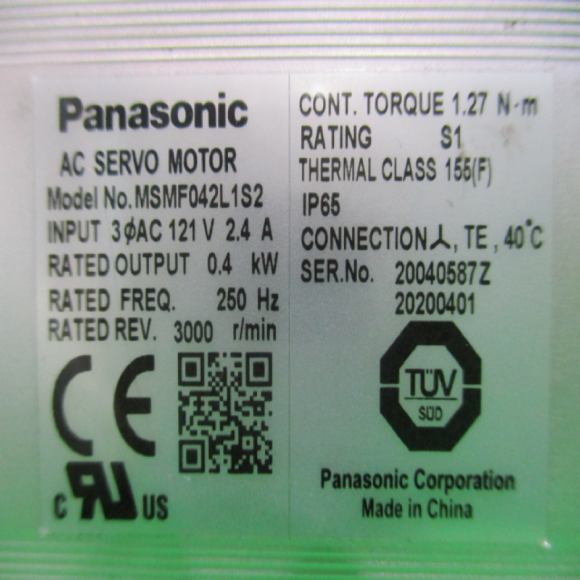 Panasonic
AC SERVO MOTOR
Model No.MSMF042L1S2
INPUT 3ϕAC 121 V 2.4 A
RATED OUTPUT 0.4 kW
RATED FREQ. 250 Hz
RATED REV. 3000 r/min
CE
C RU US
CONT. TORQUE 1.27 N·m
RATING S1
THERMAL CLASS 155(F)
IP65
CONNECTION 人, TE , 40°C
SER.No. 20040587Z
20200401
TÜV
SÜD
Panasonic Corporation
Made in China